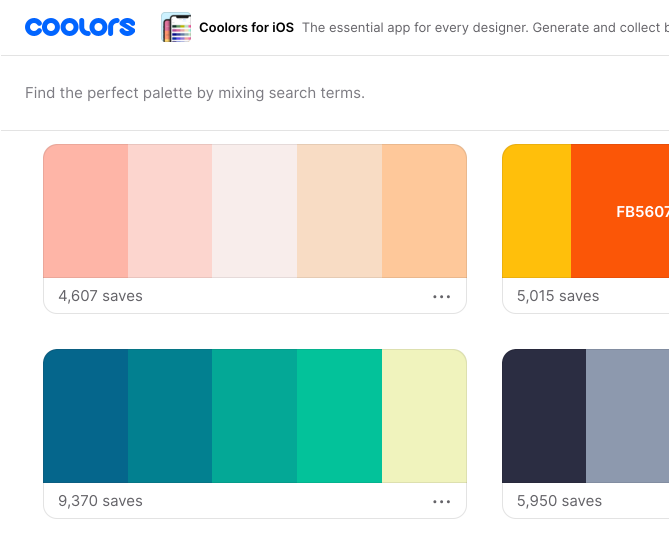 coolors
Coolors for iOS The essential app for every designer. Generate and collect
Find the perfect palette by mixing search terms.
FB5607
4,607 saves
5,015 saves
9,370 saves
5,950 saves